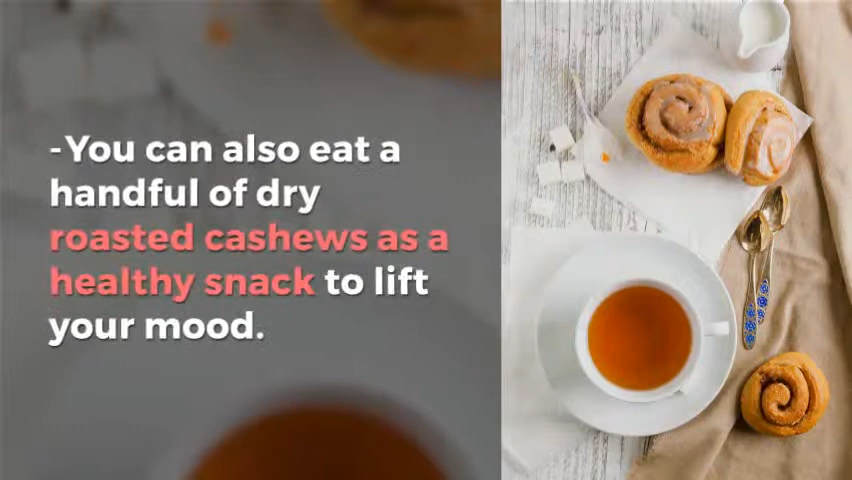 -You can also eat a
handful of dry
roasted cashews as a
healthy snack to lift
your mood.